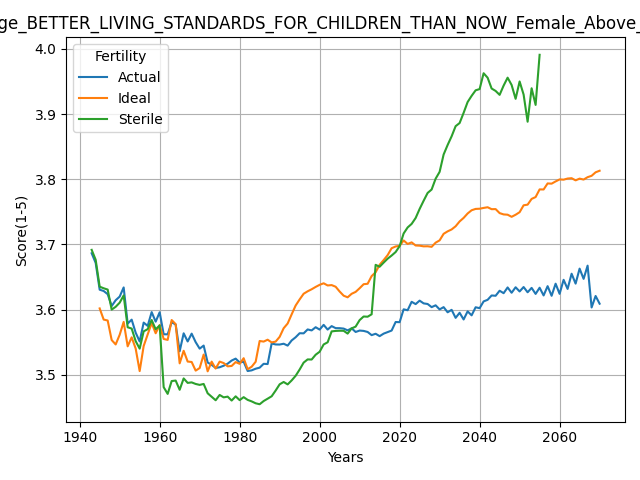 ge_BETTER_LIVING_STANDARDS_FOR_CHILDREN_THAN_NOW_Female_Above_
Fertility
Actual
Ideal
Sterile
4.0
3.9
3.8
3.7
3.6
3.5
Score(1-5)
1940 1960 1980 2000 2020 2040 2060
Years